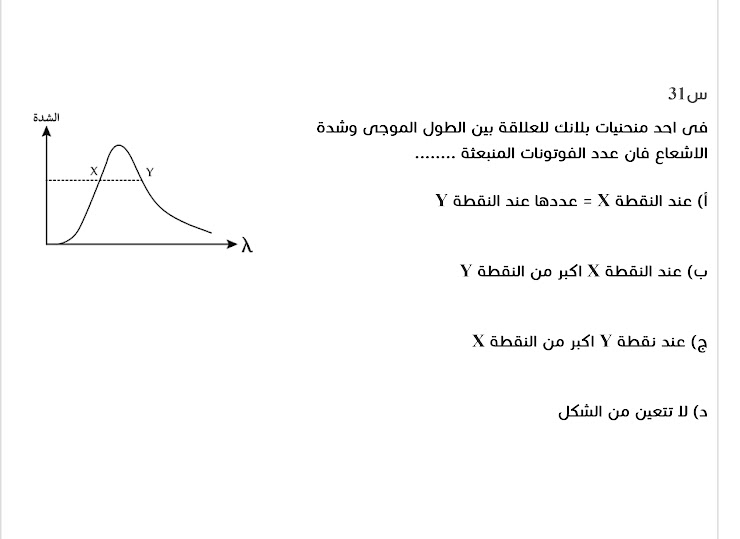 س31
فى احد منحنيات بلانك للعلاقة بين الطول الموجى وشدة
الاشعاع فان عدد الفوتونات المنبعثة ........
أ) عند النقطة X = عددها عند النقطة Y
ب) عند النقطة X اكبر من النقطة Y
ج) عند نقطة Y اكبر من النقطة X
د) لا تتعين من الشكل
الشدة
X
Y
λ